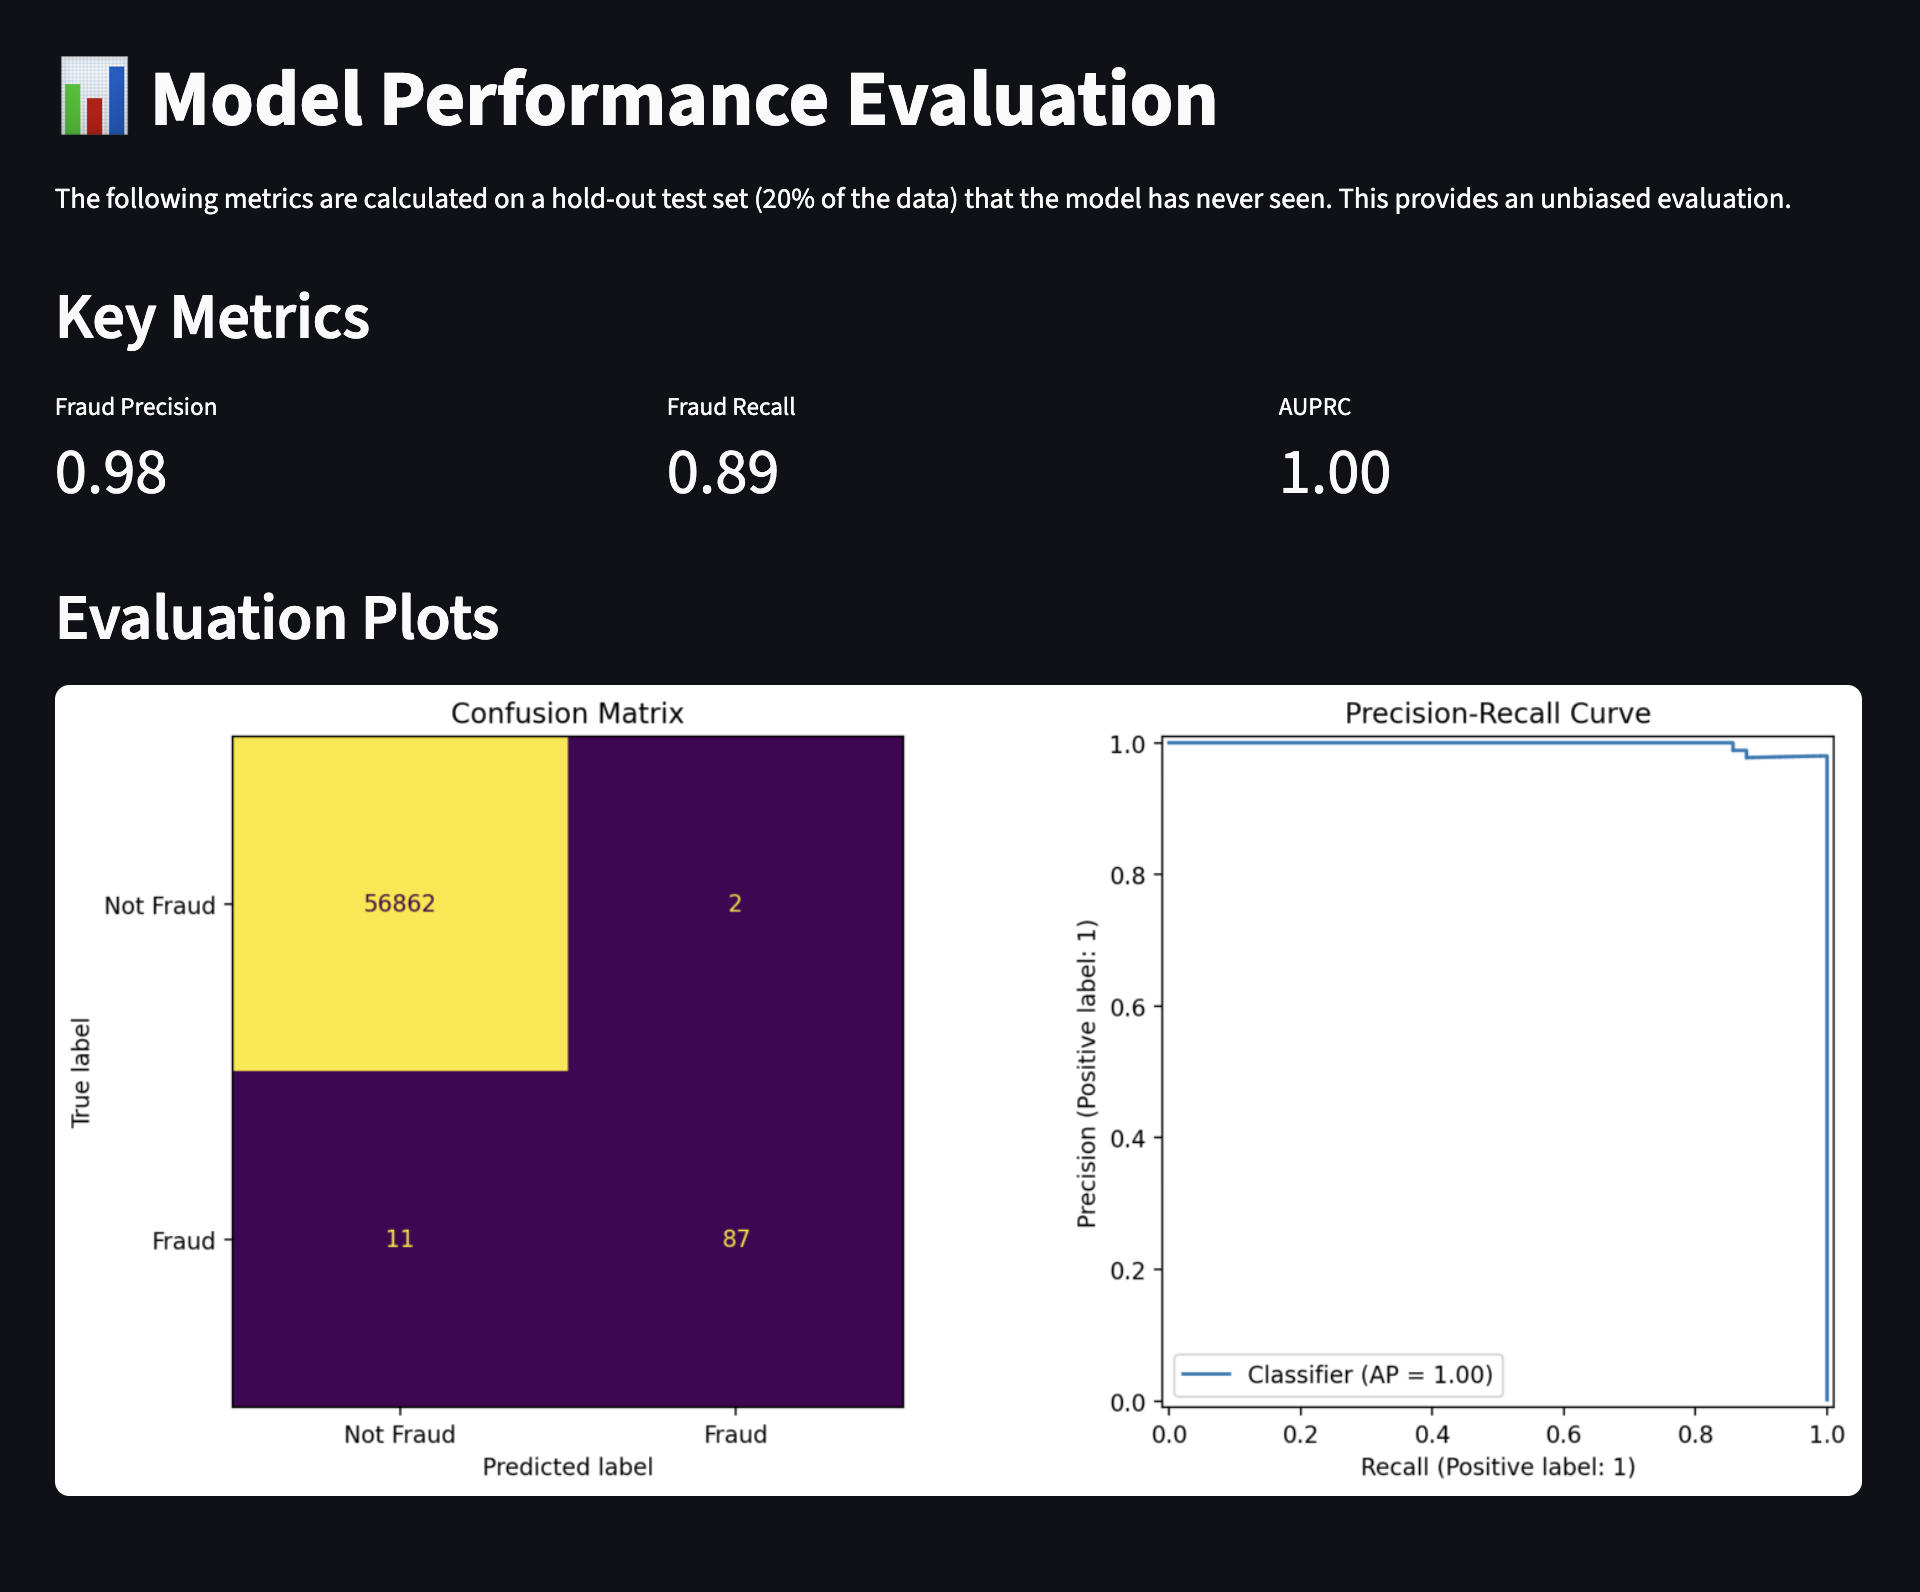 📊 Model Performance Evaluation
The following metrics are calculated on a hold-out test set (20% of the data) that the model has never seen. This provides an unbiased evaluation.
Key Metrics
Fraud Precision
0.98
Fraud Recall
0.89
AUPRC
1.00
Evaluation Plots
Confusion Matrix
True label
Not Fraud
56862
2
Fraud
11
87
Not Fraud
Fraud
Predicted label
Precision-Recall Curve
Precision (Positive label: 1)
1.0
0.8
0.6
0.4
0.2
0.0
Classifier (AP = 1.00)
0.0
0.2
0.4
0.6
0.8
1.0
Recall (Positive label: 1)